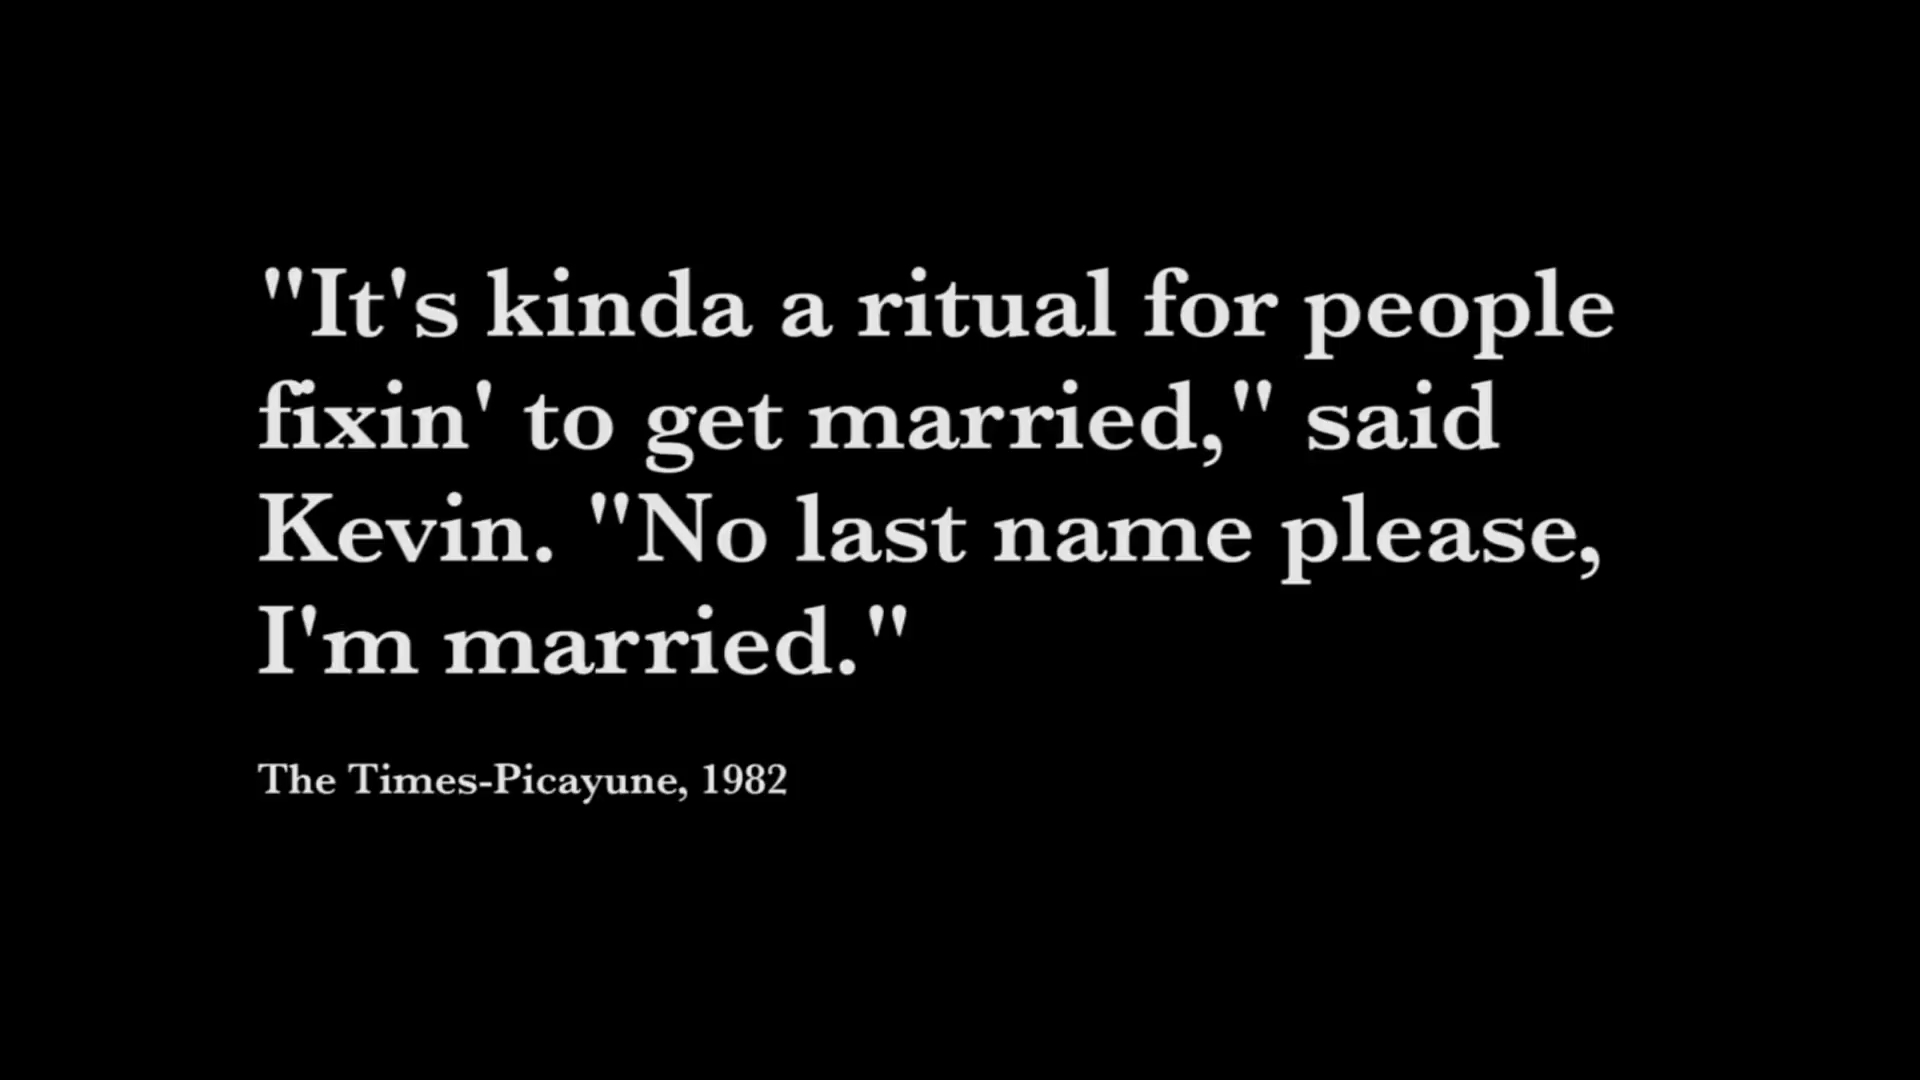 "It's kinda a ritual for people
fixin' to get married," said
Kevin. "No last name please,
I'm married."
The Times-Picayune, 1982